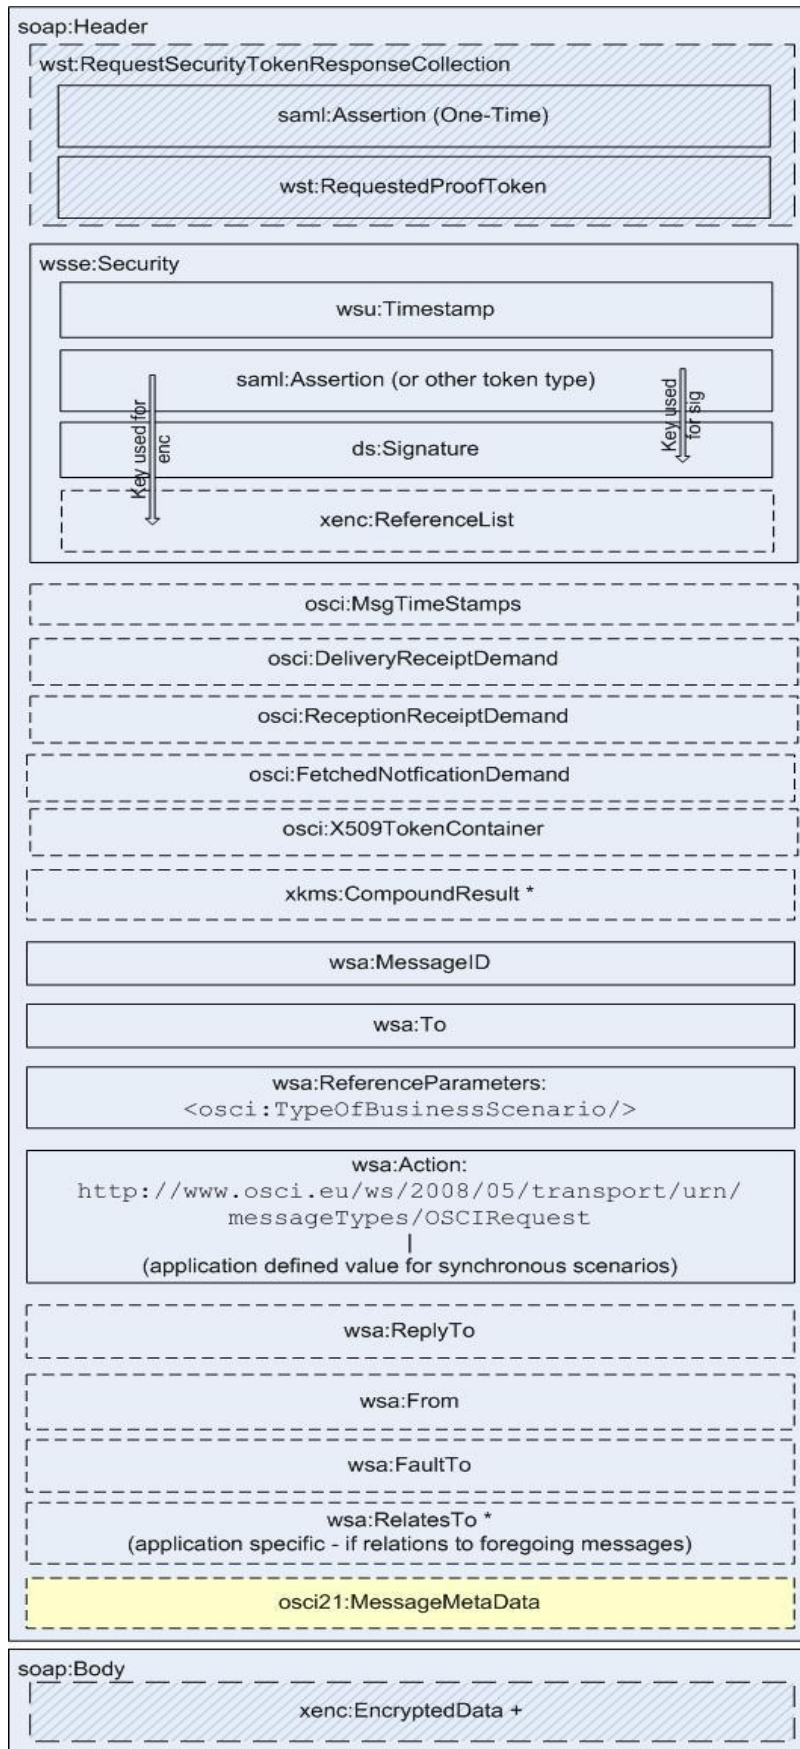 soap:Header
wst:RequestSecurityTokenResponseCollection
saml:Assertion (One-Time)
wst:RequestedProofToken
wsse:Security
wsu:Timestamp
saml:Assertion (or other token type)
Key used for
enc
Key used
for sig
ds:Signature
xenc:ReferenceList
osci:MsgTimeStamps
osci:DeliveryReceiptDemand
osci:ReceptionReceiptDemand
osci:FetchedNotficationDemand
osci:X509TokenContainer
xkms:CompoundResult *
wsa:MessageID
wsa:To
wsa:ReferenceParameters:
<osci:TypeOfBusinessScenario/>
wsa:Action:
http://www.osci.eu/ws/2008/05/transport/urn/
messageTypes/OSCIRequest
|
(application defined value for synchronous scenarios)
wsa:ReplyTo
wsa:From
wsa:FaultTo
wsa:RelatesTo *
(application specific - if relations to foregoing messages)
osci21:MessageMetaData
soap:Body
xenc:EncryptedData +